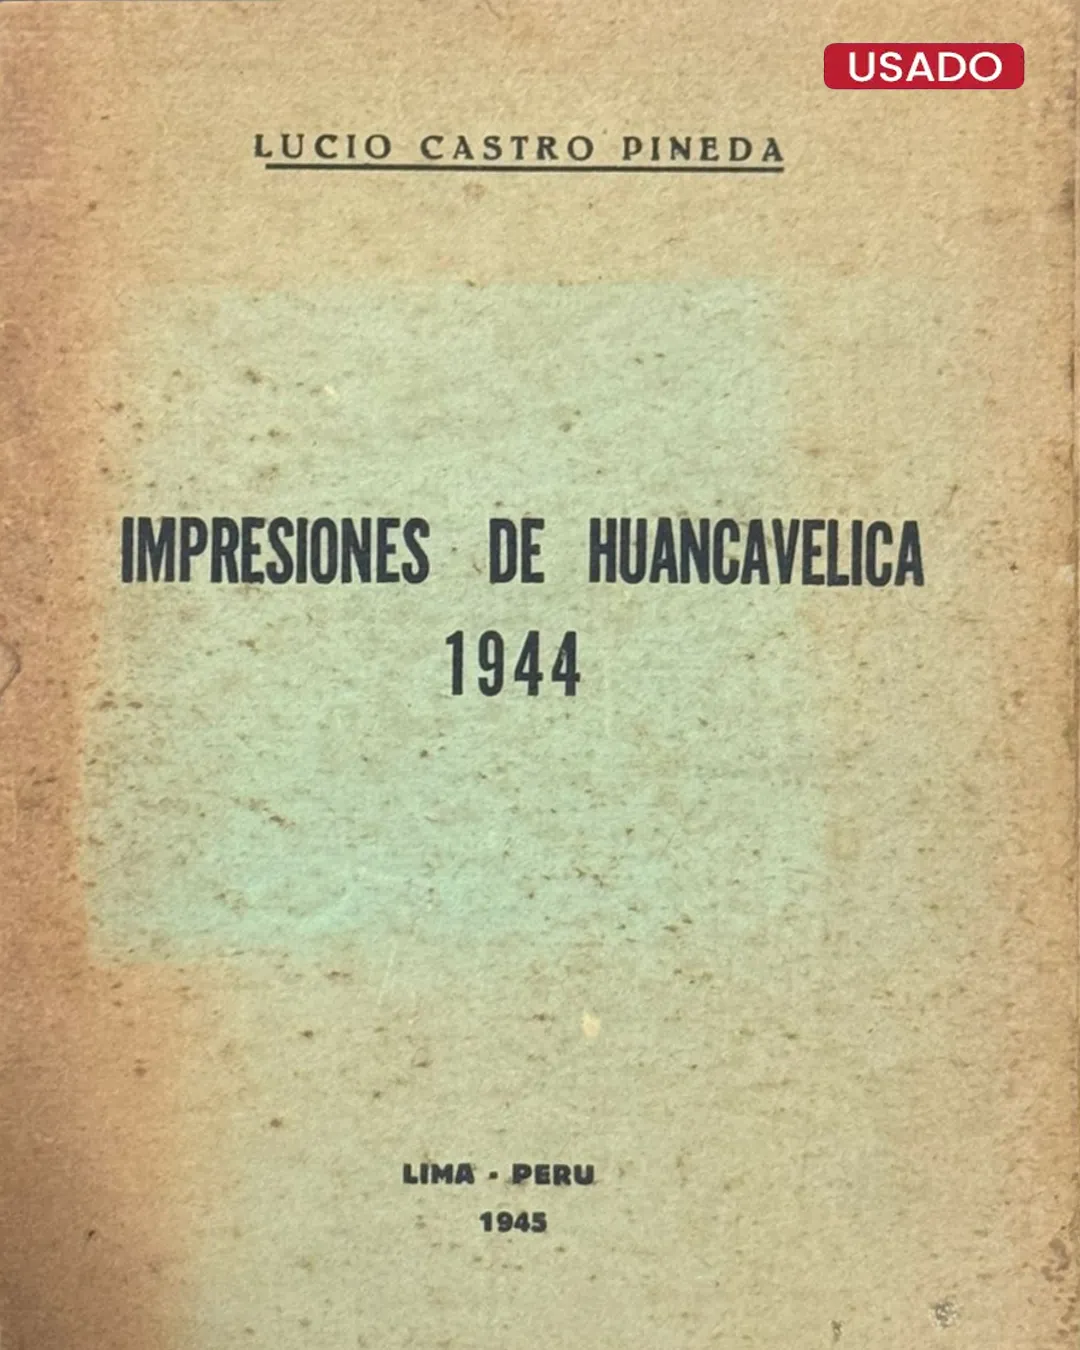 USADO
LUCIO CASTRO PINEDA
IMPRESIONES DE HUANCAVELICA
1944
LIMA - PERU
1945